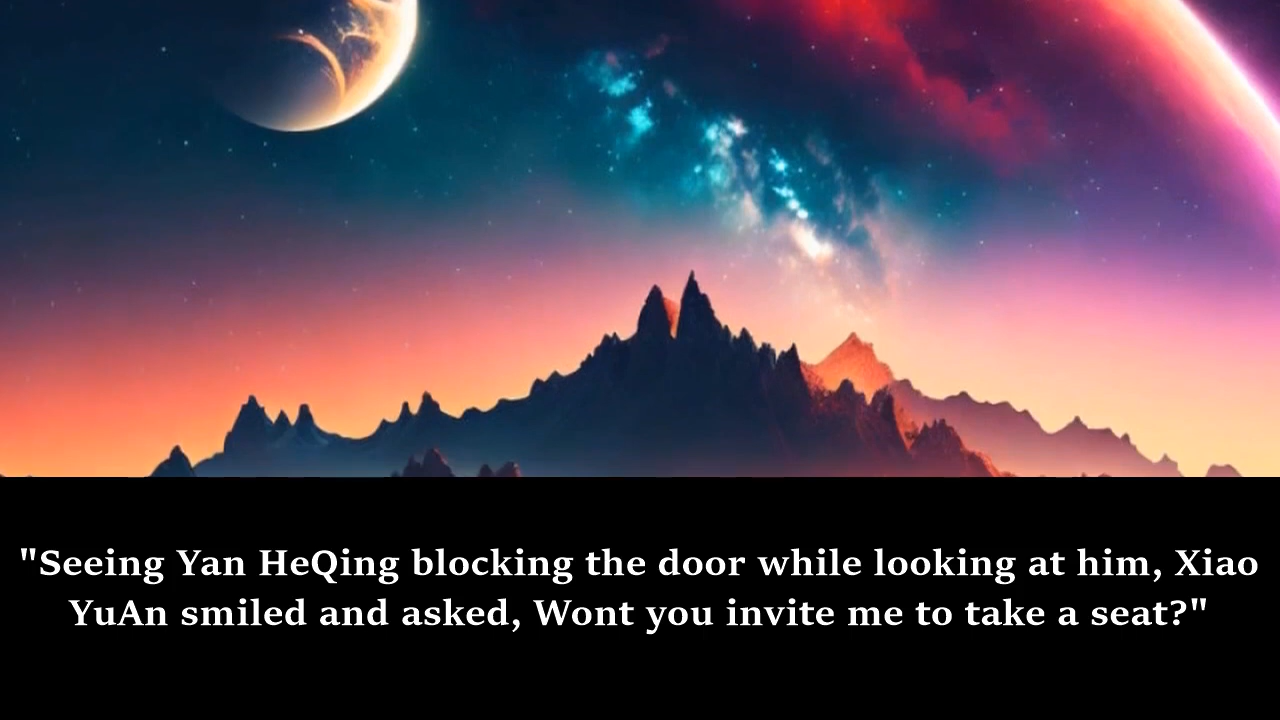 "Seeing Yan HeQing blocking the door while looking at him, Xiao
YuAn smiled and asked, Wont you invite me to take a seat?"